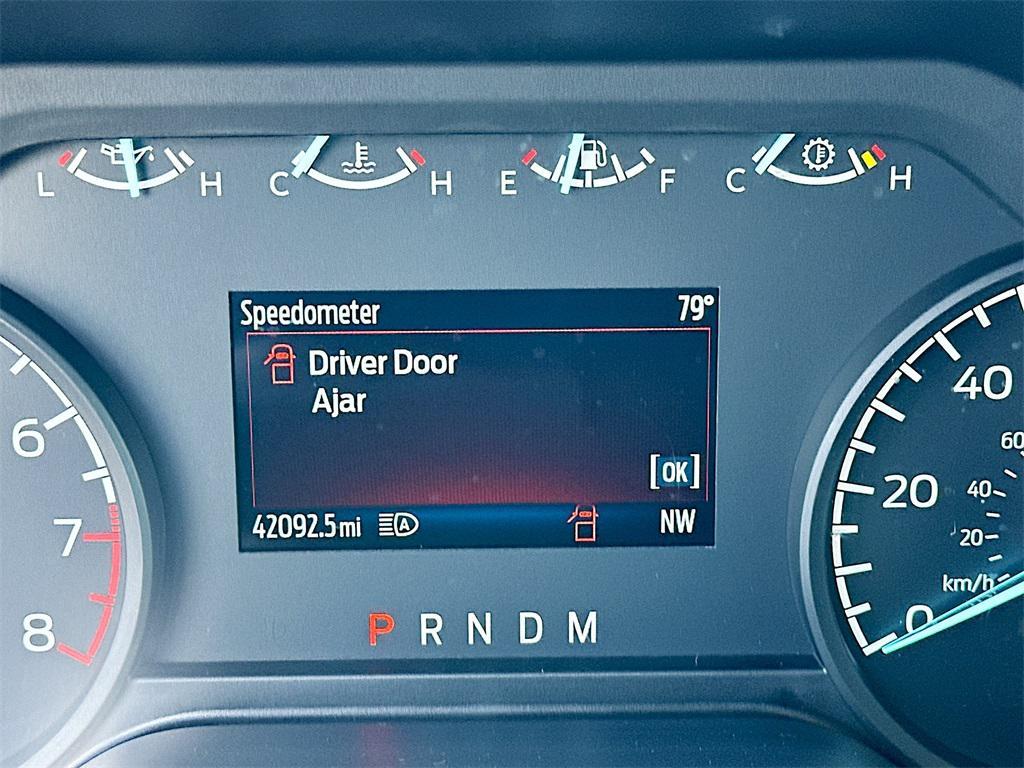 L H C H E F C H
Speedometer 79°
Driver Door
Ajar
[OK]
42092.5mi A NW
P R N D M
6
7
8
40
20
0
60
40
20
km/h